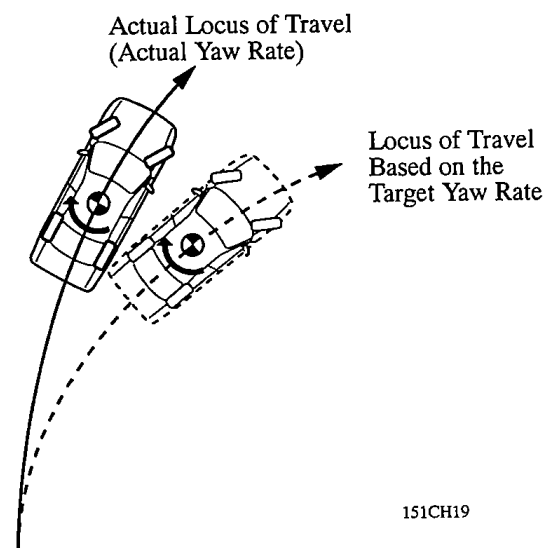 Actual Locus of Travel
(Actual Yaw Rate)
Locus of Travel
Based on the
Target Yaw Rate
151CH19